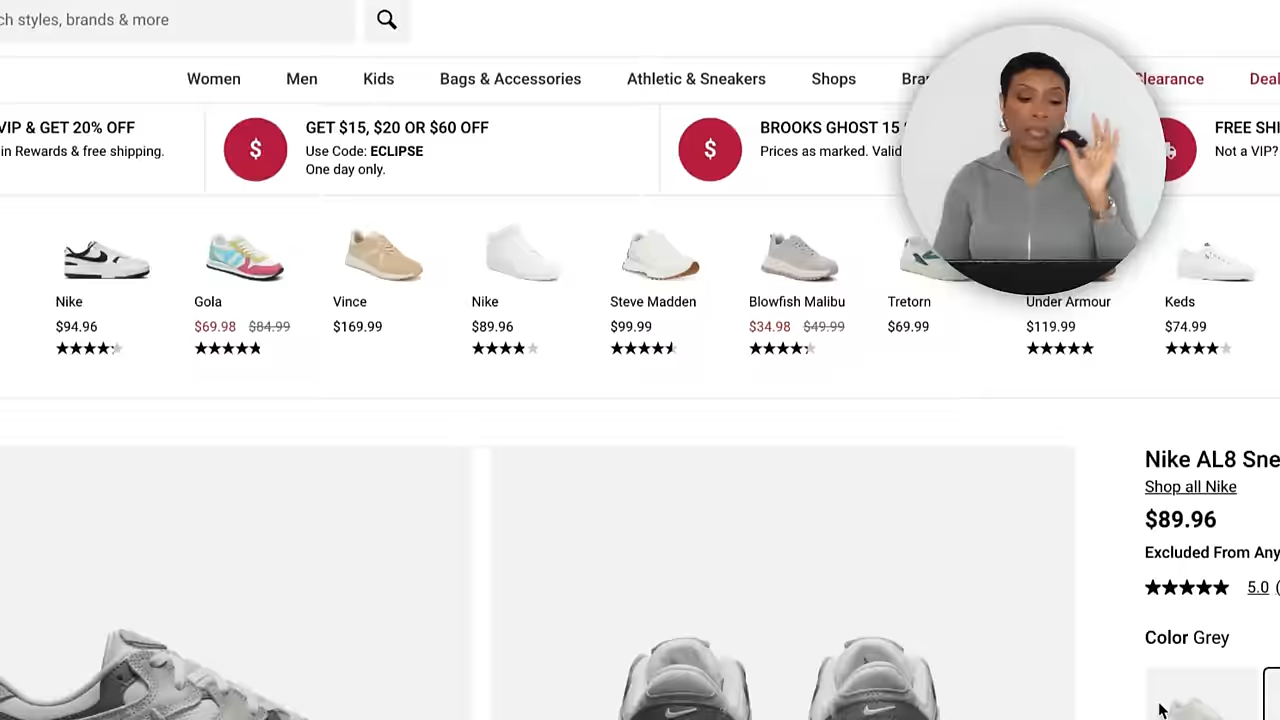 ch styles, brands & more
Women Men Kids Bags & Accessories Athletic & Sneakers Shops Clearance
VIP & GET 20% OFF
in Rewards & free shipping.
$
GET $15, $20 OR $60 OFF
Use Code: ECLIPSE
One day only.
$
BROOKS GHOST 15
Prices as marked. Valid
FREE
Not a VIP?
Nike
$94.96
Gola
$69.98 $84.99
Vince
$169.99
Nike
$89.96
Steve Madden
$99.99
Blowfish Malibu
$34.98 $49.99
Tretorn
$69.99
Under Armour
$119.99
Keds
$74.99
Nike AL8
Shop all Nike
$89.96
Excluded From
5.0
Color Grey